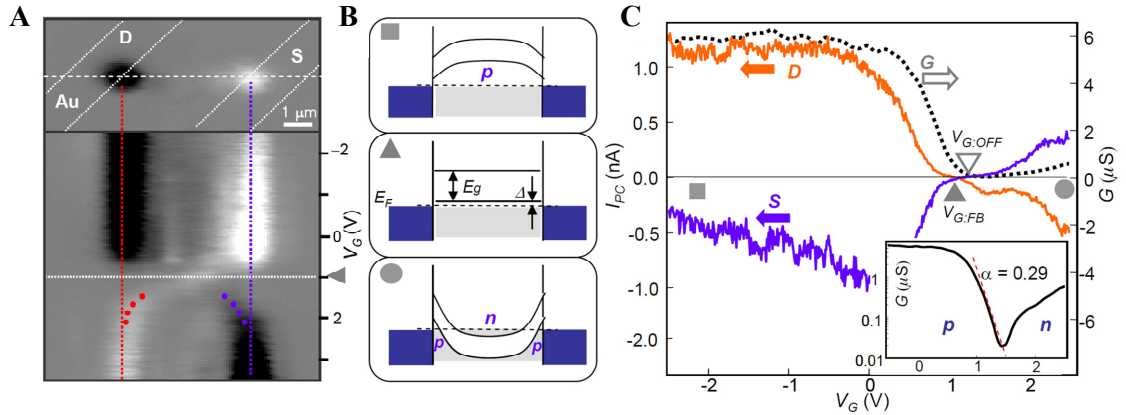 A
D
S
Au
1 μm
-2
0
2
V_G (V)
B
p
E_F
E_g
Δ
n
p
p
C
I_PC (nA)
1.0
0.5
0.0
-0.5
-1.0
-2.0
D
G
V_G:OFF
V_G:FB
S
6
4
2
0
-2
-4
-6
G (μS)
-2
-1
0
1
2
V_G (V)
G (μS)
1
0.1
0.01
α = 0.29
p
n
0
1
2